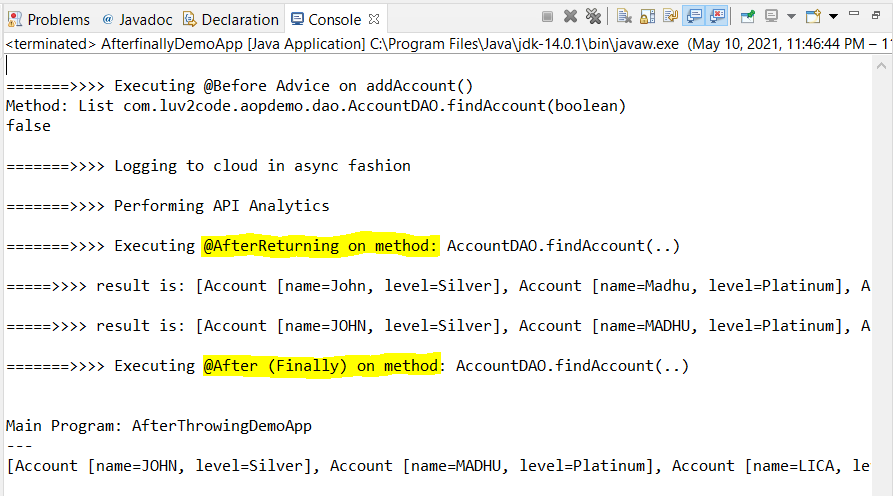 Problems @ Javadoc Declaration Console
<terminated> AfterfinallyDemoApp [Java Application] C:\Program Files\Java\jdk-14.0.1\bin\javaw.exe (May 10, 2021, 11:46:44 PM – 11
=======>>>> Executing @Before Advice on addAccount()
Method: List com.luv2code.aopdemo.dao.AccountDAO.findAccount(boolean)
false
=======>>>> Logging to cloud in async fashion
=======>>>> Performing API Analytics
=======>>>> Executing @AfterReturning on method: AccountDAO.findAccount(..)
=====>>>> result is: [Account [name=John, level=Silver], Account [name=Madhu, level=Platinum], A
=====>>>> result is: [Account [name=JOHN, level=Silver], Account [name=MADHU, level=Platinum], A
=======>>>> Executing @After (Finally) on method: AccountDAO.findAccount(..)
Main Program: AfterThrowingDemoApp
---
[Account [name=JOHN, level=Silver], Account [name=MADHU, level=Platinum], Account [name=LICA, le